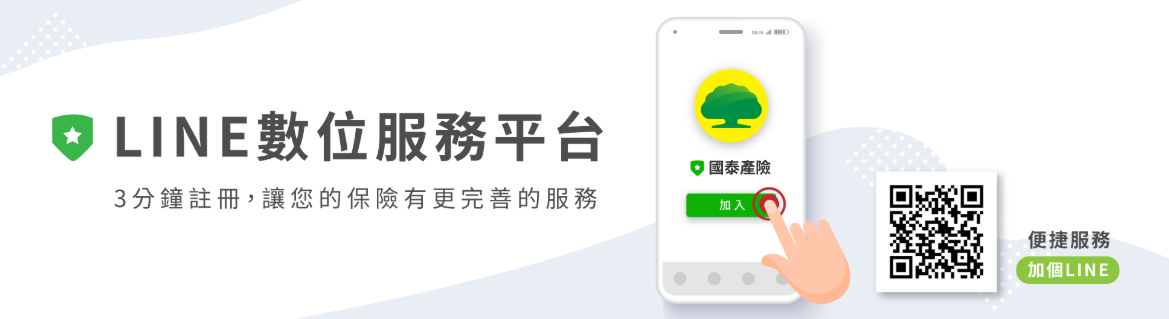 LINE數位服務平台
3分鐘註冊，讓您的保險有更完善的服務
國泰產險
加入
便捷服務
加個LINE